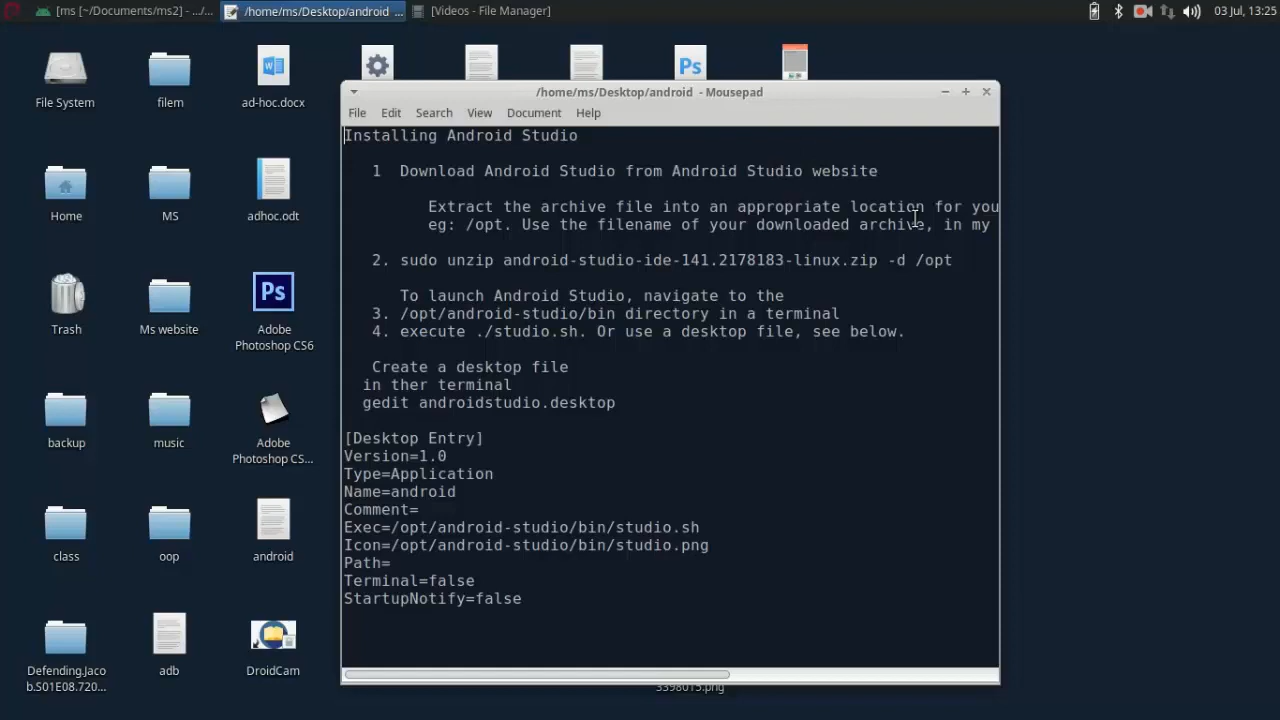 [ms [~/Documents/ms2] - .../...
/home/ms/Desktop/android ...
[Videos - File Manager]
03 Jul, 13:25
File System
filem
ad-hoc.docx
Home
MS
adhoc.odt
Trash
Ms website
Adobe
Photoshop CS6
Ps
Ps
backup
music
Adobe
Photoshop CS...
class
oop
android
Defending.Jaco
b.S01E08.720...
adb
DroidCam
/home/ms/Desktop/android - Mousepad
File Edit Search View Document Help
Installing Android Studio
1 Download Android Studio from Android Studio website
Extract the archive file into an appropriate location for you
eg: /opt. Use the filename of your downloaded archive, in my
2. sudo unzip android-studio-ide-141.2178183-linux.zip -d /opt
To launch Android Studio, navigate to the
3. /opt/android-studio/bin directory in a terminal
4. execute ./studio.sh. Or use a desktop file, see below.
Create a desktop file
in ther terminal
gedit androidstudio.desktop
[Desktop Entry]
Version=1.0
Type=Application
Name=android
Comment=
Exec=/opt/android-studio/bin/studio.sh
Icon=/opt/android-studio/bin/studio.png
Path=
Terminal=false
StartupNotify=false